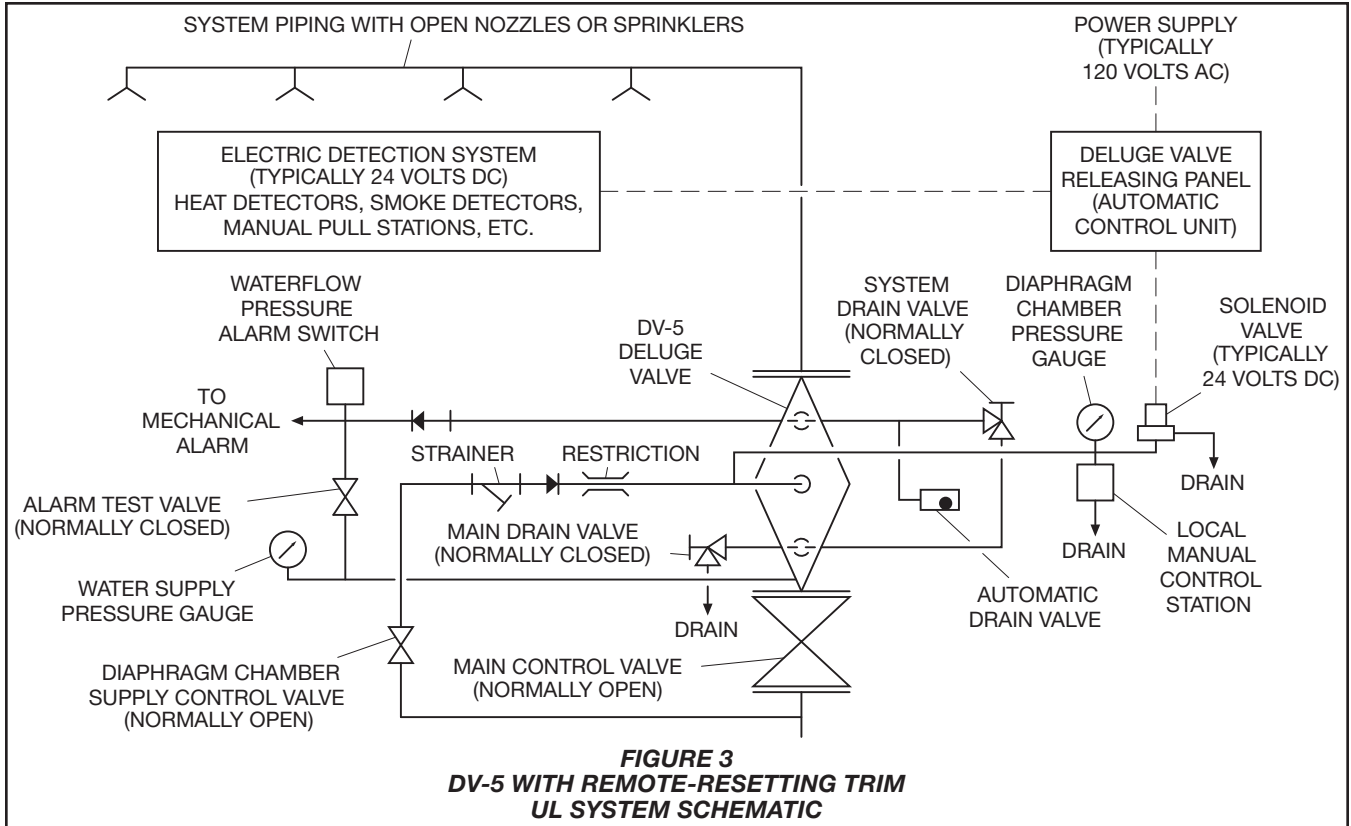 SYSTEM PIPING WITH OPEN NOZZLES OR SPRINKLERS
POWER SUPPLY
(TYPICALLY
120 VOLTS AC)
ELECTRIC DETECTION SYSTEM
(TYPICALLY 24 VOLTS DC)
HEAT DETECTORS, SMOKE DETECTORS,
MANUAL PULL STATIONS, ETC.
DELUGE VALVE
RELEASING PANEL
(AUTOMATIC
CONTROL UNIT)
WATERFLOW
PRESSURE
ALARM SWITCH
DV-5
DELUGE
VALVE
SYSTEM
DRAIN VALVE
(NORMALLY
CLOSED)
DIAPHRAGM
CHAMBER
PRESSURE
GAUGE
SOLENOID
VALVE
(TYPICALLY
24 VOLTS DC)
TO
MECHANICAL
ALARM
STRAINER
RESTRICTION
DRAIN
ALARM TEST VALVE
(NORMALLY CLOSED)
MAIN DRAIN VALVE
(NORMALLY CLOSED)
DRAIN
LOCAL
MANUAL
CONTROL
STATION
WATER SUPPLY
PRESSURE GAUGE
DRAIN
AUTOMATIC
DRAIN VALVE
DIAPHRAGM CHAMBER
SUPPLY CONTROL VALVE
(NORMALLY OPEN)
MAIN CONTROL VALVE
(NORMALLY OPEN)
FIGURE 3
DV-5 WITH REMOTE-RESETTING TRIM
UL SYSTEM SCHEMATIC